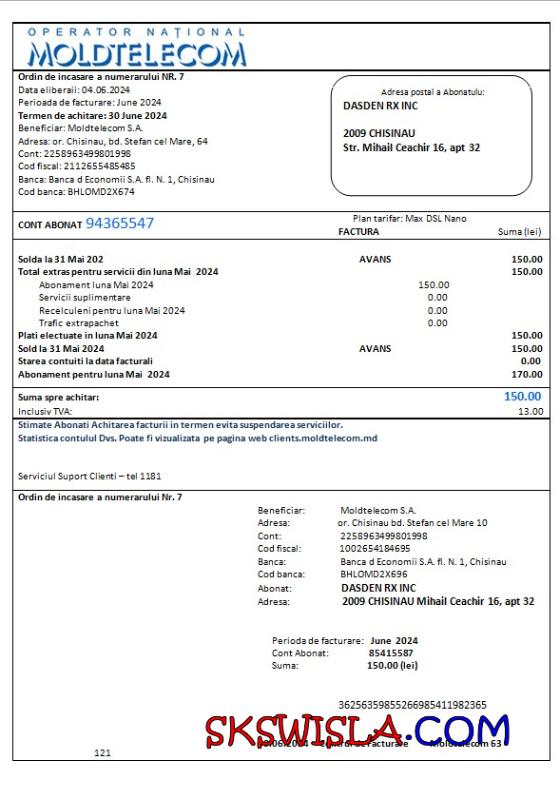 OPERATOR NAȚIONAL
MOLDTELECOM
Ordin de incasare a numerarului NR. 7
Data eliberaii: 04.06.2024
Perioada de facturare: June 2024
Termen de achitare: 30 June 2024
Beneficiar: Moldtelecom S.A.
Adresa: or. Chisinau, bd. Stefan cel Mare, 64
Cont: 2258963499801998
Cod fiscal: 2112655485485
Banca: Banca d Economii S.A. fl. N. 1, Chisinau
Cod banca: BHLOMD2X674
Adresa postal a Abonatulu:
DASDEN RX INC
2009 CHISINAU
Str. Mihail Ceachir 16, apt 32
CONT ABONAT 94365547
Plan tarifar: Max DSL Nano
FACTURA Suma (lei)
Solda la 31 Mai 202 AVANS 150.00
Total extras pentru servicii din luna Mai 2024 150.00
Abonament luna Mai 2024 150.00
Servicii suplimentare 0.00
Recelculeni pentru luna Mai 2024 0.00
Trafic extrapachet 0.00
Plati electuate in luna Mai 2024 150.00
Sold la 31 Mai 2024 AVANS 150.00
Starea contuiti la data facturali 0.00
Abonament pentru luna Mai 2024 170.00
Suma spre achitar: 150.00
Inclusiv TVA: 13.00
Stimate Abonati Achitarea facturii in termen evita suspendarea serviciilor.
Statistica contulul Dvs. Poate fi vizualizata pe pagina web clients.moldtelecom.md
Serviciul Suport Clienti – tel 1181
Ordin de incasare a numerarului Nr. 7
Beneficiar: Moldtelecom S.A.
Adresa: or. Chisinau bd. Stefan cel Mare 10
Cont: 2258963499801998
Cod fiscal: 1002654184695
Banca: Banca d Economii S.A. fl. N. 1, Chisinau
Cod banca: BHLOMD2X696
Abonat: DASDEN RX INC
Adresa: 2009 CHISINAU Mihail Ceachir 16, apt 32
Perioda de facturare: June 2024
Cont Abonat: 85415587
Suma: 150.00 (lei)
36256359855266985411982365
SKSWISLA.COM
Moldtelecom 63
121